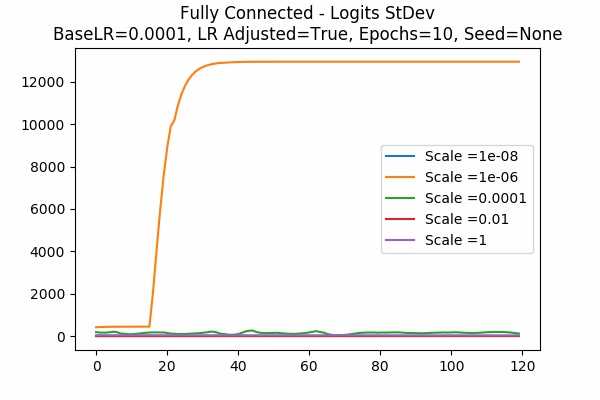 Fully Connected - Logits StDev
BaseLR=0.0001, LR Adjusted=True, Epochs=10, Seed=None
12000
10000
8000
6000
4000
2000
0
Scale =1e-08
Scale =1e-06
Scale =0.0001
Scale =0.01
Scale =1
0 20 40 60 80 100 120